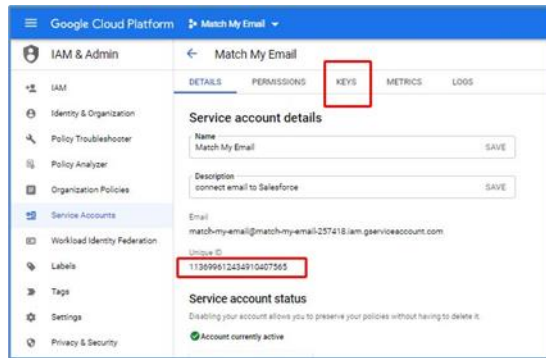 Google Cloud Platform Match My Email
IAM & Admin
Match My Email
DETAILS PERMISSIONS KEYS METRICS LOGS
IAM
Identity & Organization
Policy Troubleshooter
Policy Analyzer
Organization Policies
Service Accounts
Workload Identity Federation
Labels
Tags
Settings
Privacy & Security
Service account details
Name
Match My Email SAVE
Description
connect email to Salesforce SAVE
Email
match-my-email@match-my-email-257418.iam.gserviceaccount.com
Unique ID
113699612434910407565
Service account status
Disabling your account allows you to preserve your policies without having to delete it.
Account currently active